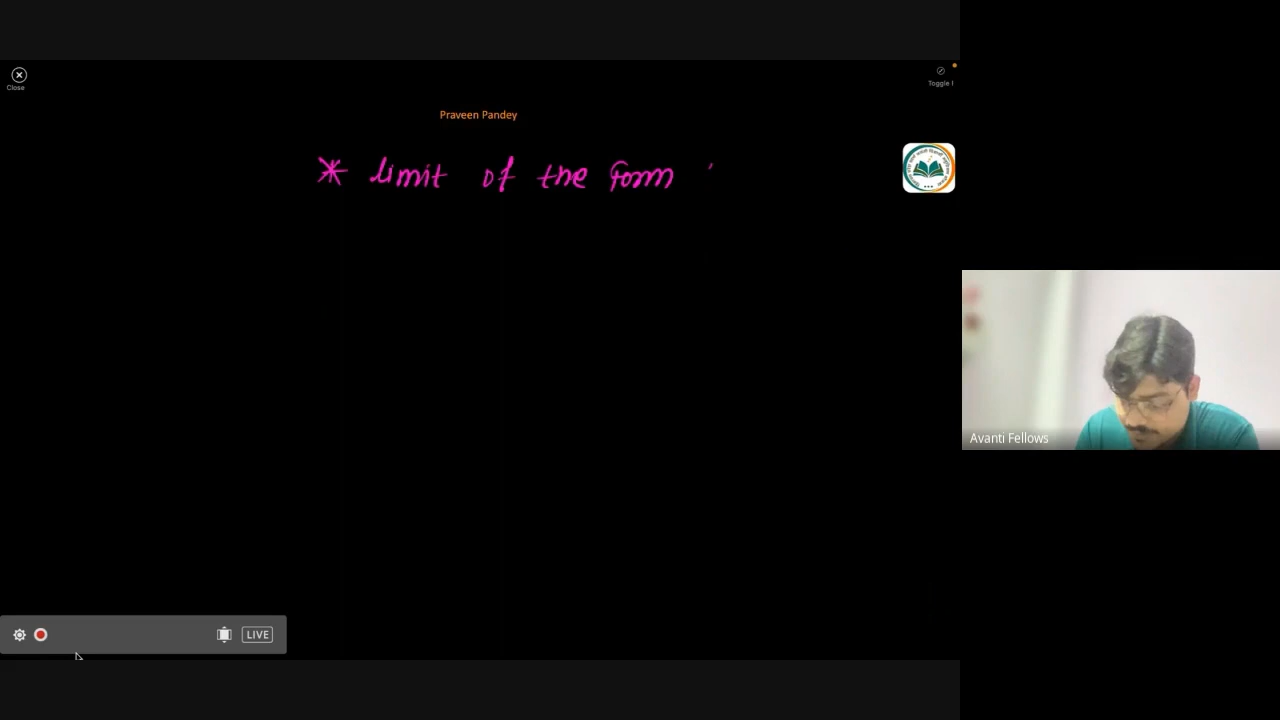 Close
Toggle !
Praveen Pandey
* limit of the form '
Avanti Fellows
LIVE